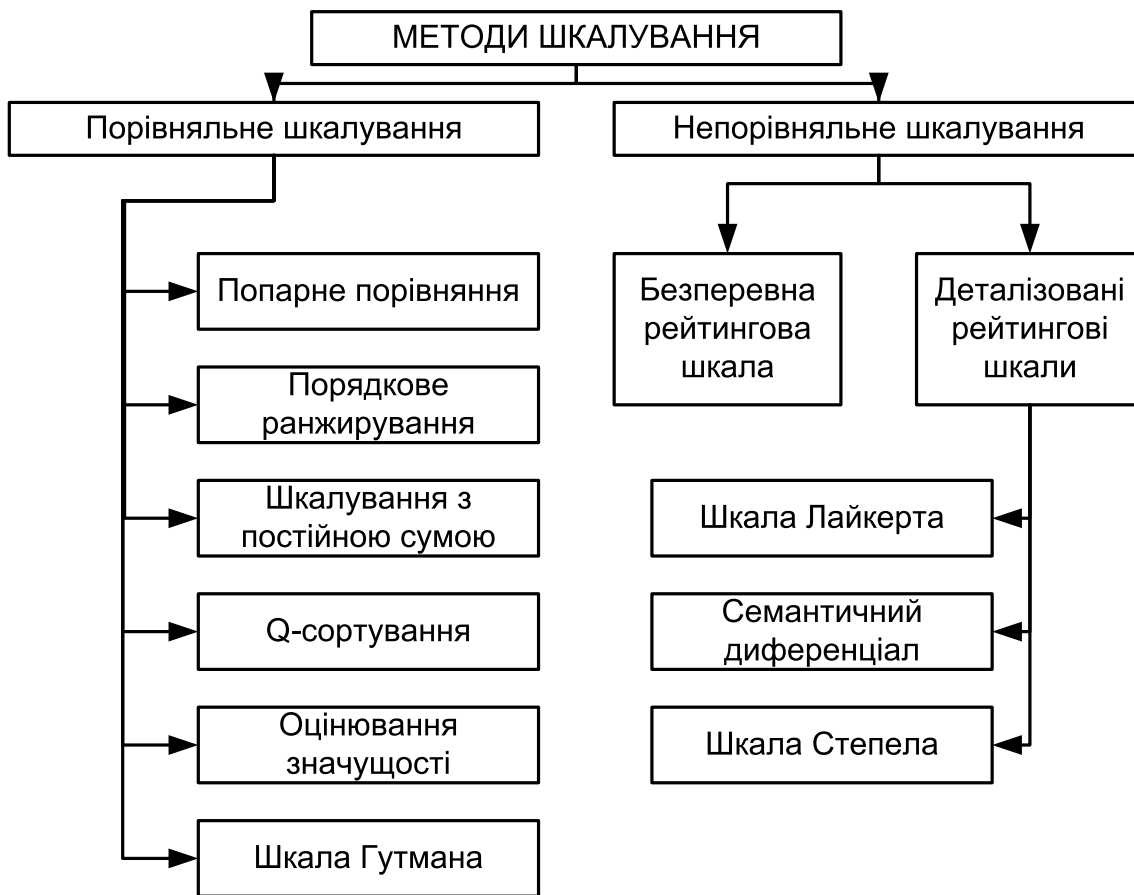 МЕТОДИ ШКАЛУВАННЯ
Порівняльне шкалування
Непорівняльне шкалування
Попарне порівняння
Порядкове
ранжирування
Шкалування з
постійною сумою
Q-сортування
Оцінювання
значущості
Шкала Гутмана
Безперевна
рейтингова
шкала
Деталізовані
рейтингові
шкали
Шкала Лайкерта
Семантичний
диференціал
Шкала Степела